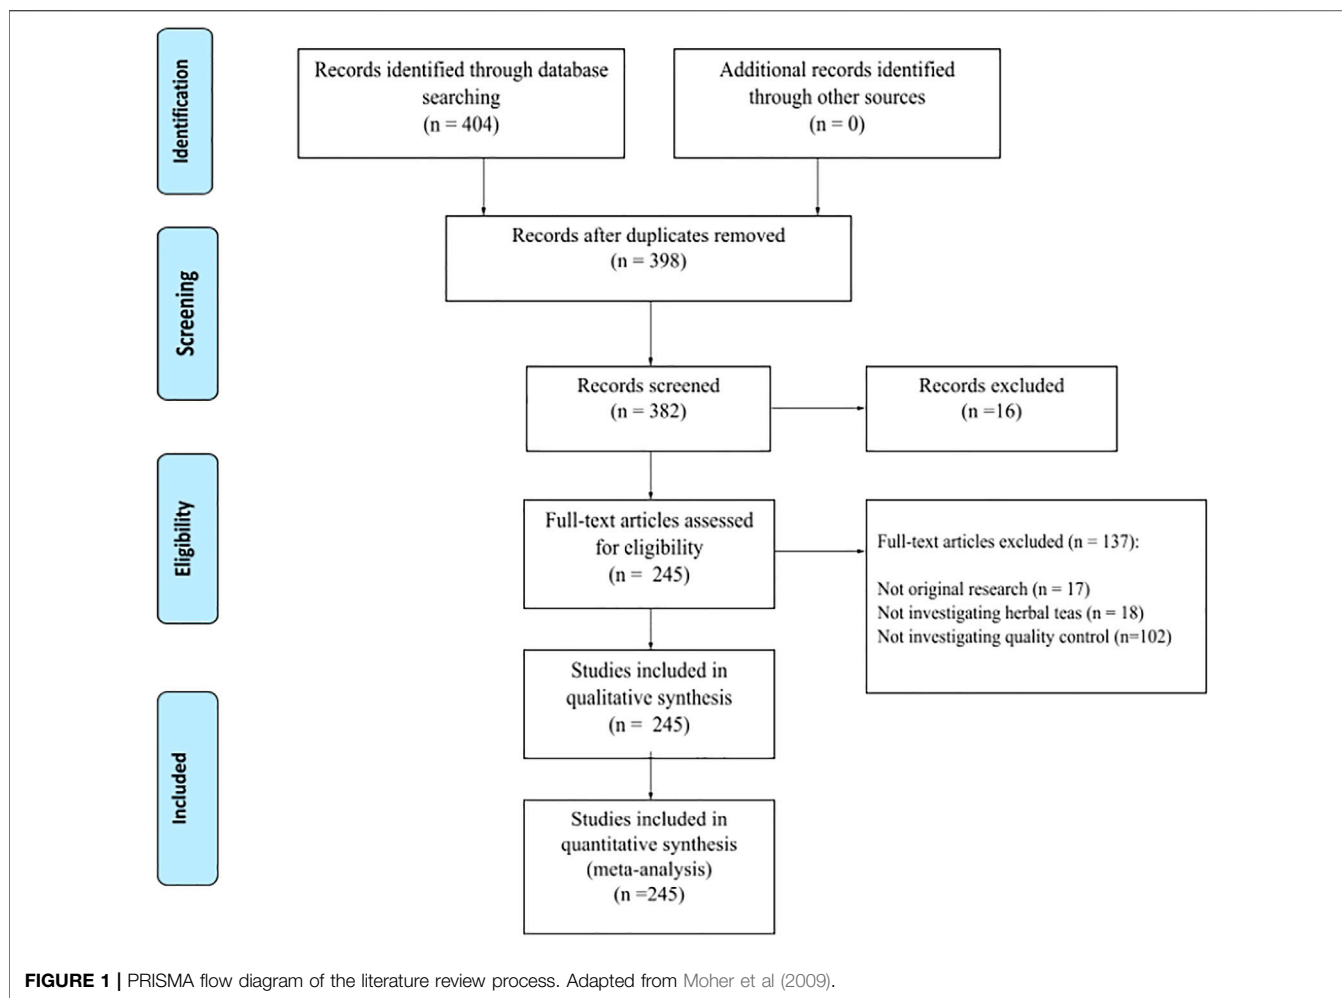 Identification
Records identified through database
searching
(n = 404)
Additional records identified
through other sources
(n = 0)
Screening
Records after duplicates removed
(n = 398)
Records screened
(n = 382)
Records excluded
(n =16)
Eligibility
Full-text articles assessed
for eligibility
(n =  245)
Full-text articles excluded (n = 137):
Not original research (n = 17)
Not investigating herbal teas (n = 18)
Not investigating quality control (n=102)
Included
Studies included in
qualitative synthesis
(n =  245)
Studies included in
quantitative synthesis
(meta-analysis)
(n =245)
FIGURE 1 | PRISMA flow diagram of the literature review process. Adapted from Moher et al (2009).